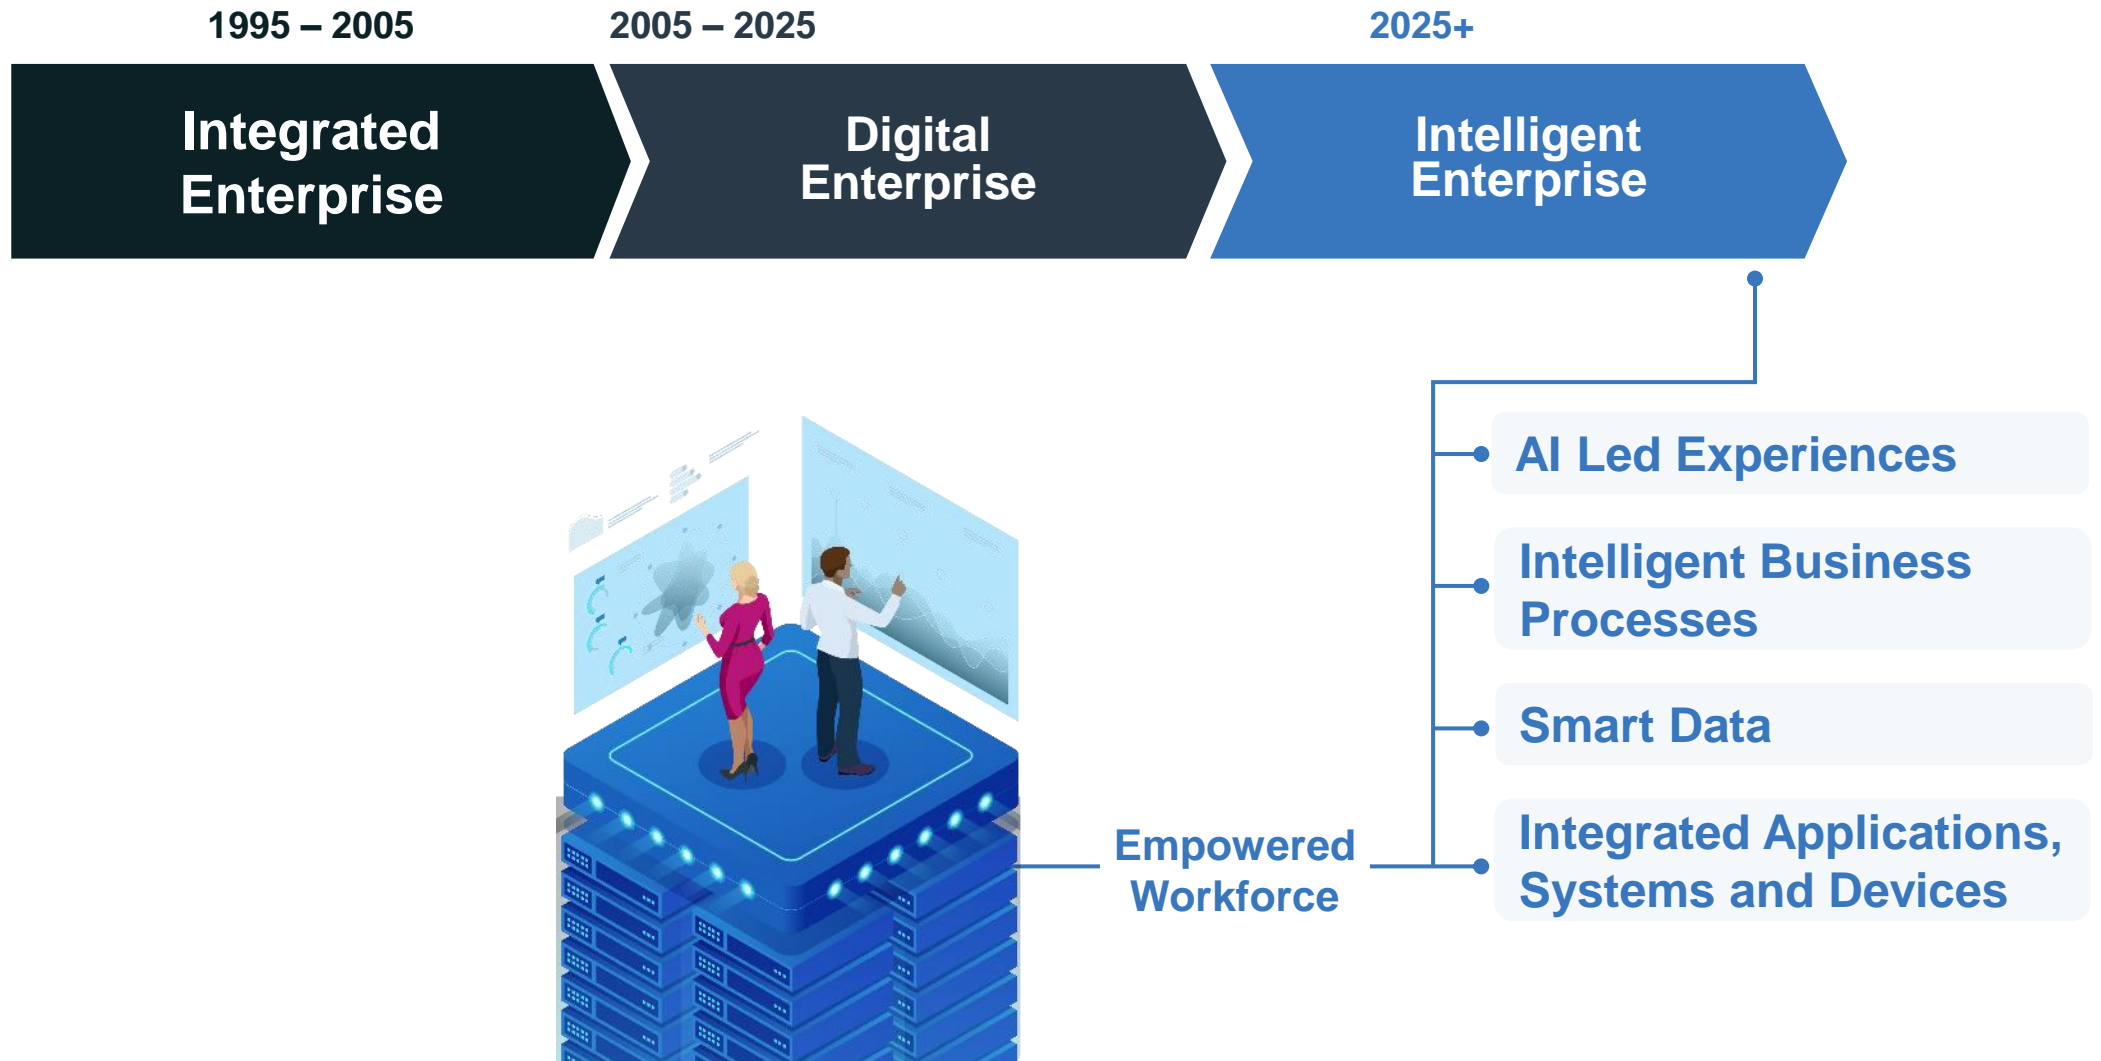 1995 – 2005
2005 – 2025
2025+
Integrated
Enterprise
Digital
Enterprise
Intelligent
Enterprise
AI Led Experiences
Intelligent Business
Processes
Smart Data
Integrated Applications,
Systems and Devices
Empowered
Workforce